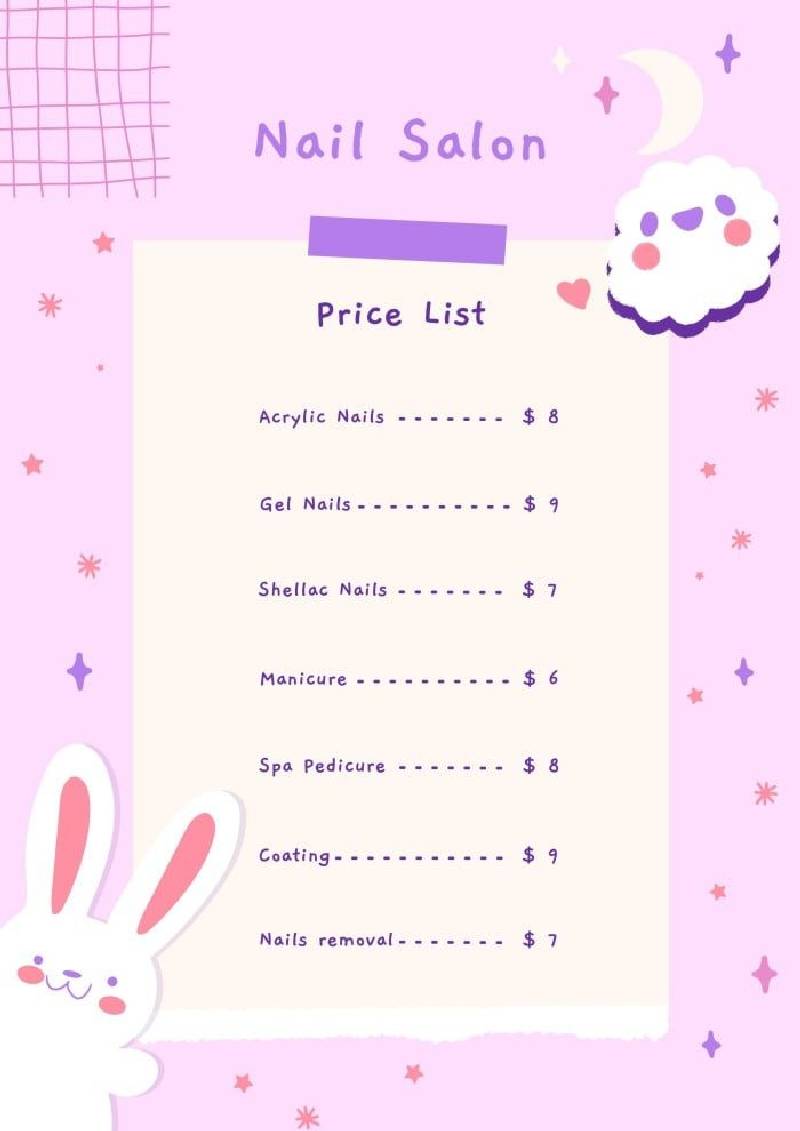 Nail Salon
Price List
Acrylic Nails ------- $ 8
Gel Nails ---------- $ 9
Shellac Nails ------- $ 7
Manicure ---------- $ 6
Spa Pedicure ------- $ 8
Coating ----------- $ 9
Nails removal ------- $ 7